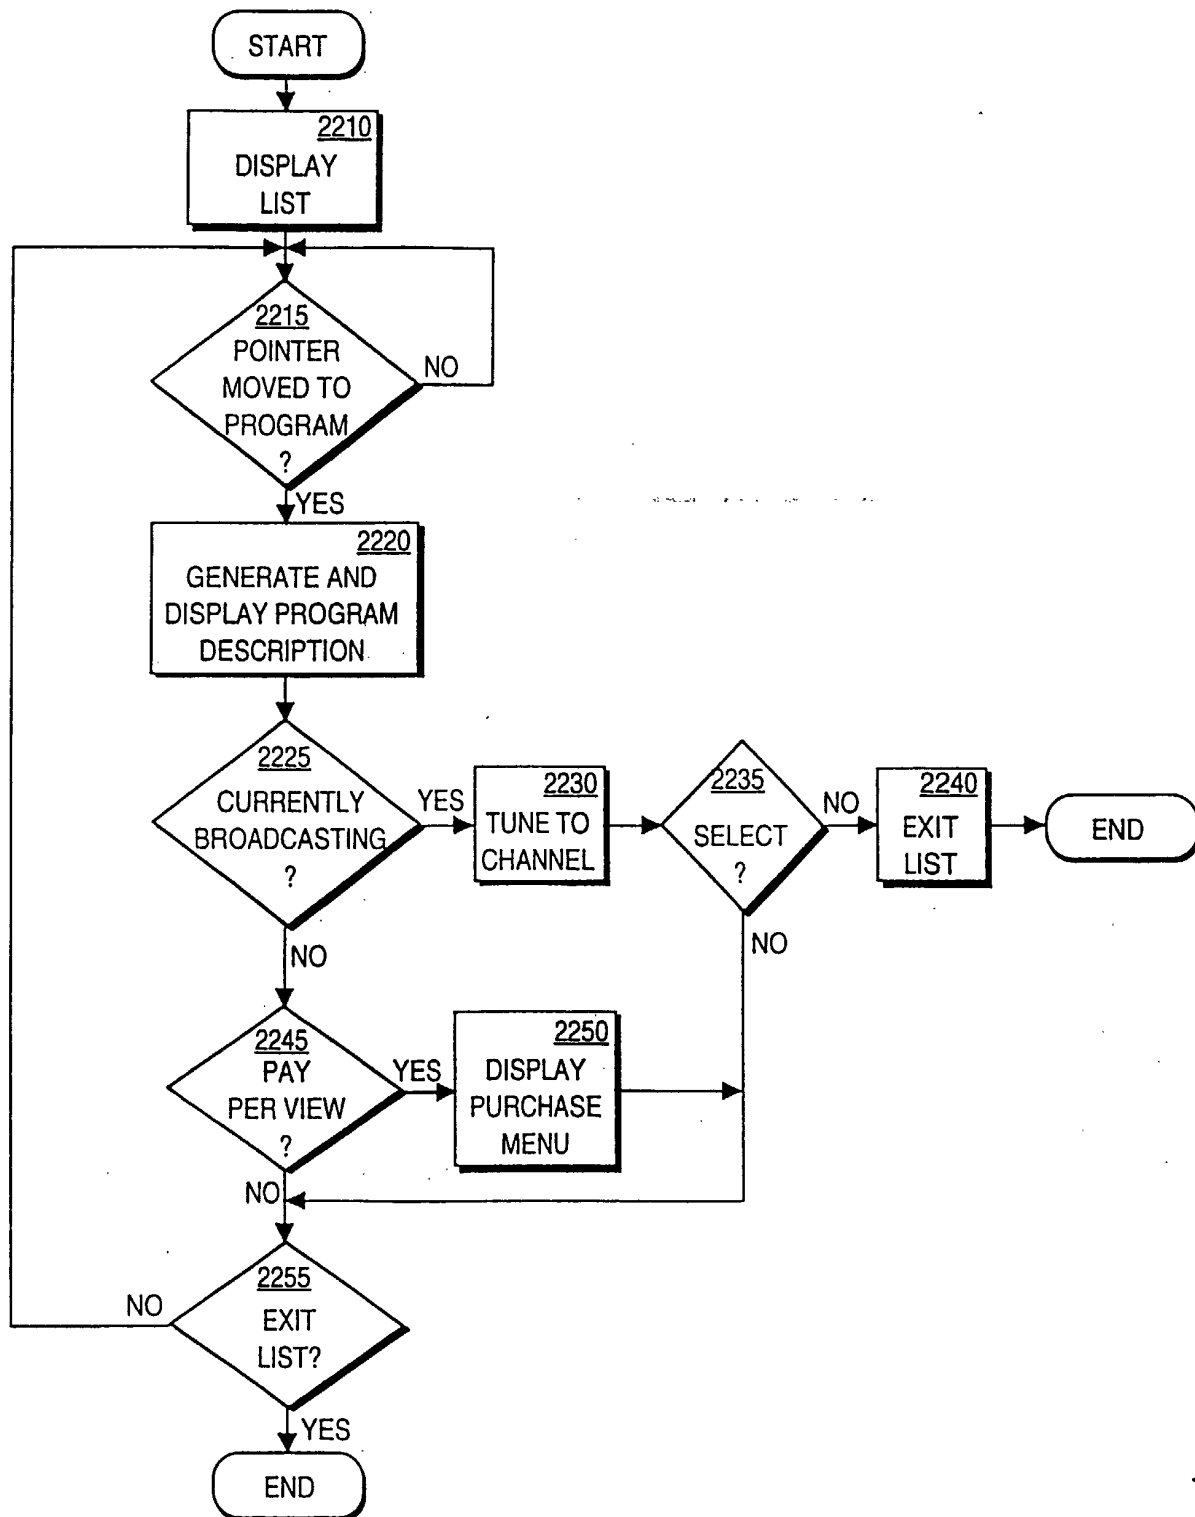 START
2210
DISPLAY
LIST
2215
POINTER
MOVED TO
PROGRAM
?
NO
YES
2220
GENERATE AND
DISPLAY PROGRAM
DESCRIPTION
2225
CURRENTLY
BROADCASTING
?
YES
2230
TUNE TO
CHANNEL
2235
SELECT
?
NO
2240
EXIT
LIST
END
NO
NO
2245
PAY
PER VIEW
?
YES
2250
DISPLAY
PURCHASE
MENU
NO
2255
EXIT
LIST?
NO
YES
END